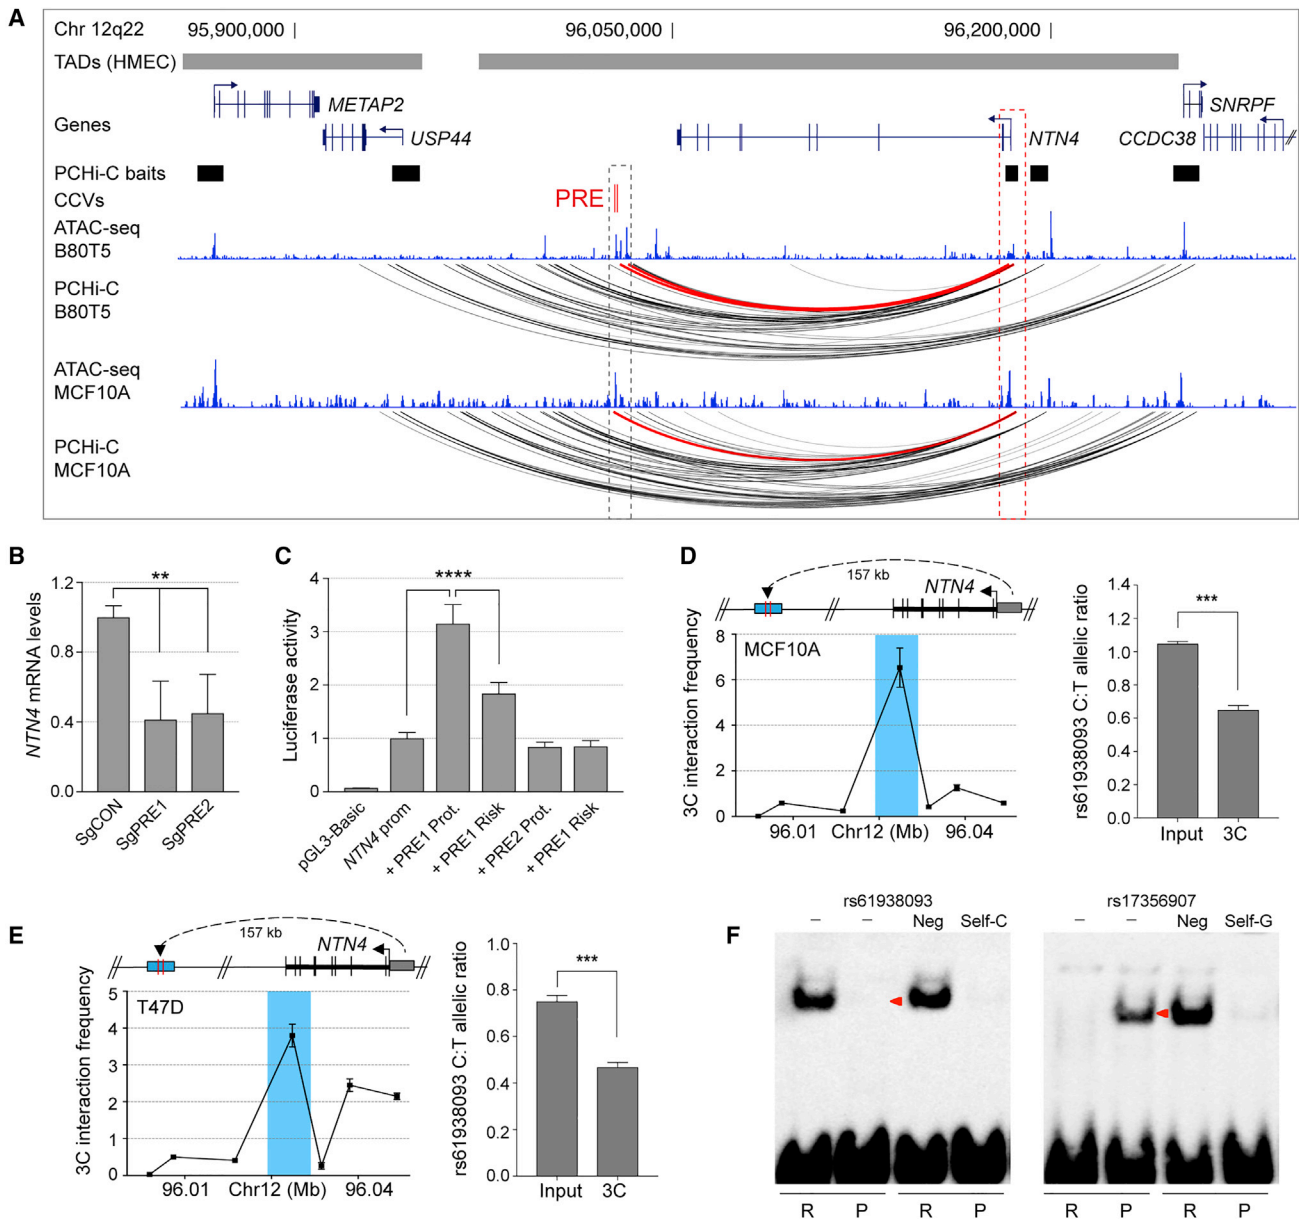 A
Chr 12q22
95,900,000
96,050,000
96,200,000
TADs (HMEC)
METAP2
SNRPF
Genes
USP44
NTN4
CCDC38
PCHi-C baits
CCVs
PRE
ATAC-seq
B80T5
PCHi-C
B80T5
ATAC-seq
MCF10A
PCHi-C
MCF10A
B
NTN4 mRNA levels
1.2
0.8
0.4
0.0
**
SgCON
SgPRE1
SgPRE2
C
Luciferase activity
4
3
2
1
0
****
pGL3-Basic
NTN4 prom
+ PRE1 Prot.
+ PRE1 Risk
+ PRE2 Prot.
+ PRE1 Risk
D
157 kb
NTN4
3C interaction frequency
8
6
4
2
0
MCF10A
96.01
Chr12 (Mb)
96.04
rs61938093 C:T allelic ratio
1.4
1.2
1.0
0.8
0.6
0.4
0.2
0.0
***
Input
3C
E
157 kb
NTN4
3C interaction frequency
5
4
3
2
1
0
T47D
96.01
Chr12 (Mb)
96.04
rs61938093 C:T allelic ratio
1.0
0.8
0.6
0.4
0.2
0.0
***
Input
3C
F
rs61938093
– – Neg Self-C
R P R P
rs17356907
– – Neg Self-G
R P R P